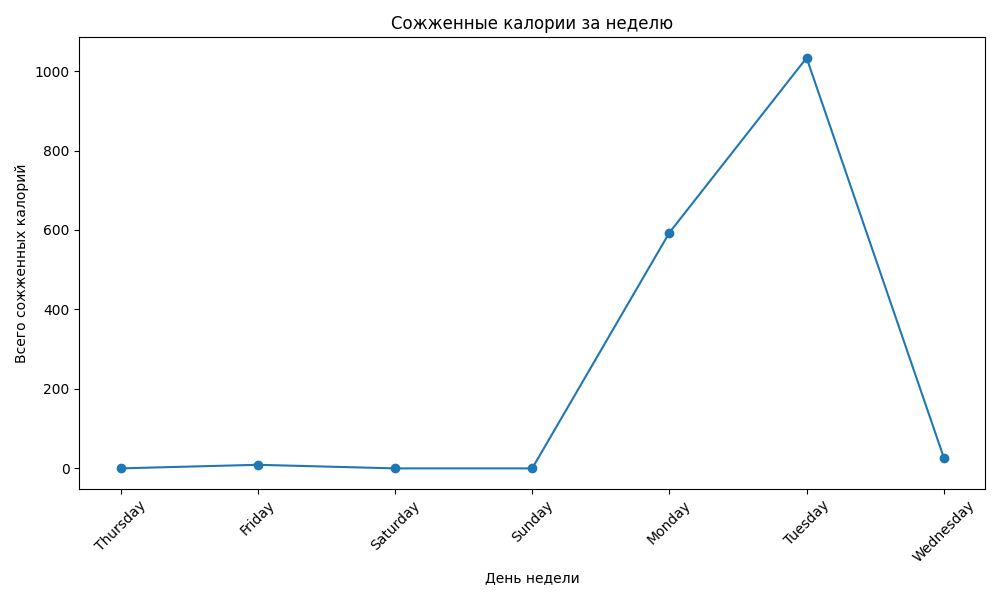 Сожженные калории за неделю
Всего сожженных калорий
1000
800
600
400
200
0
Thursday
Friday
Saturday
Sunday
Monday
Tuesday
Wednesday
День недели